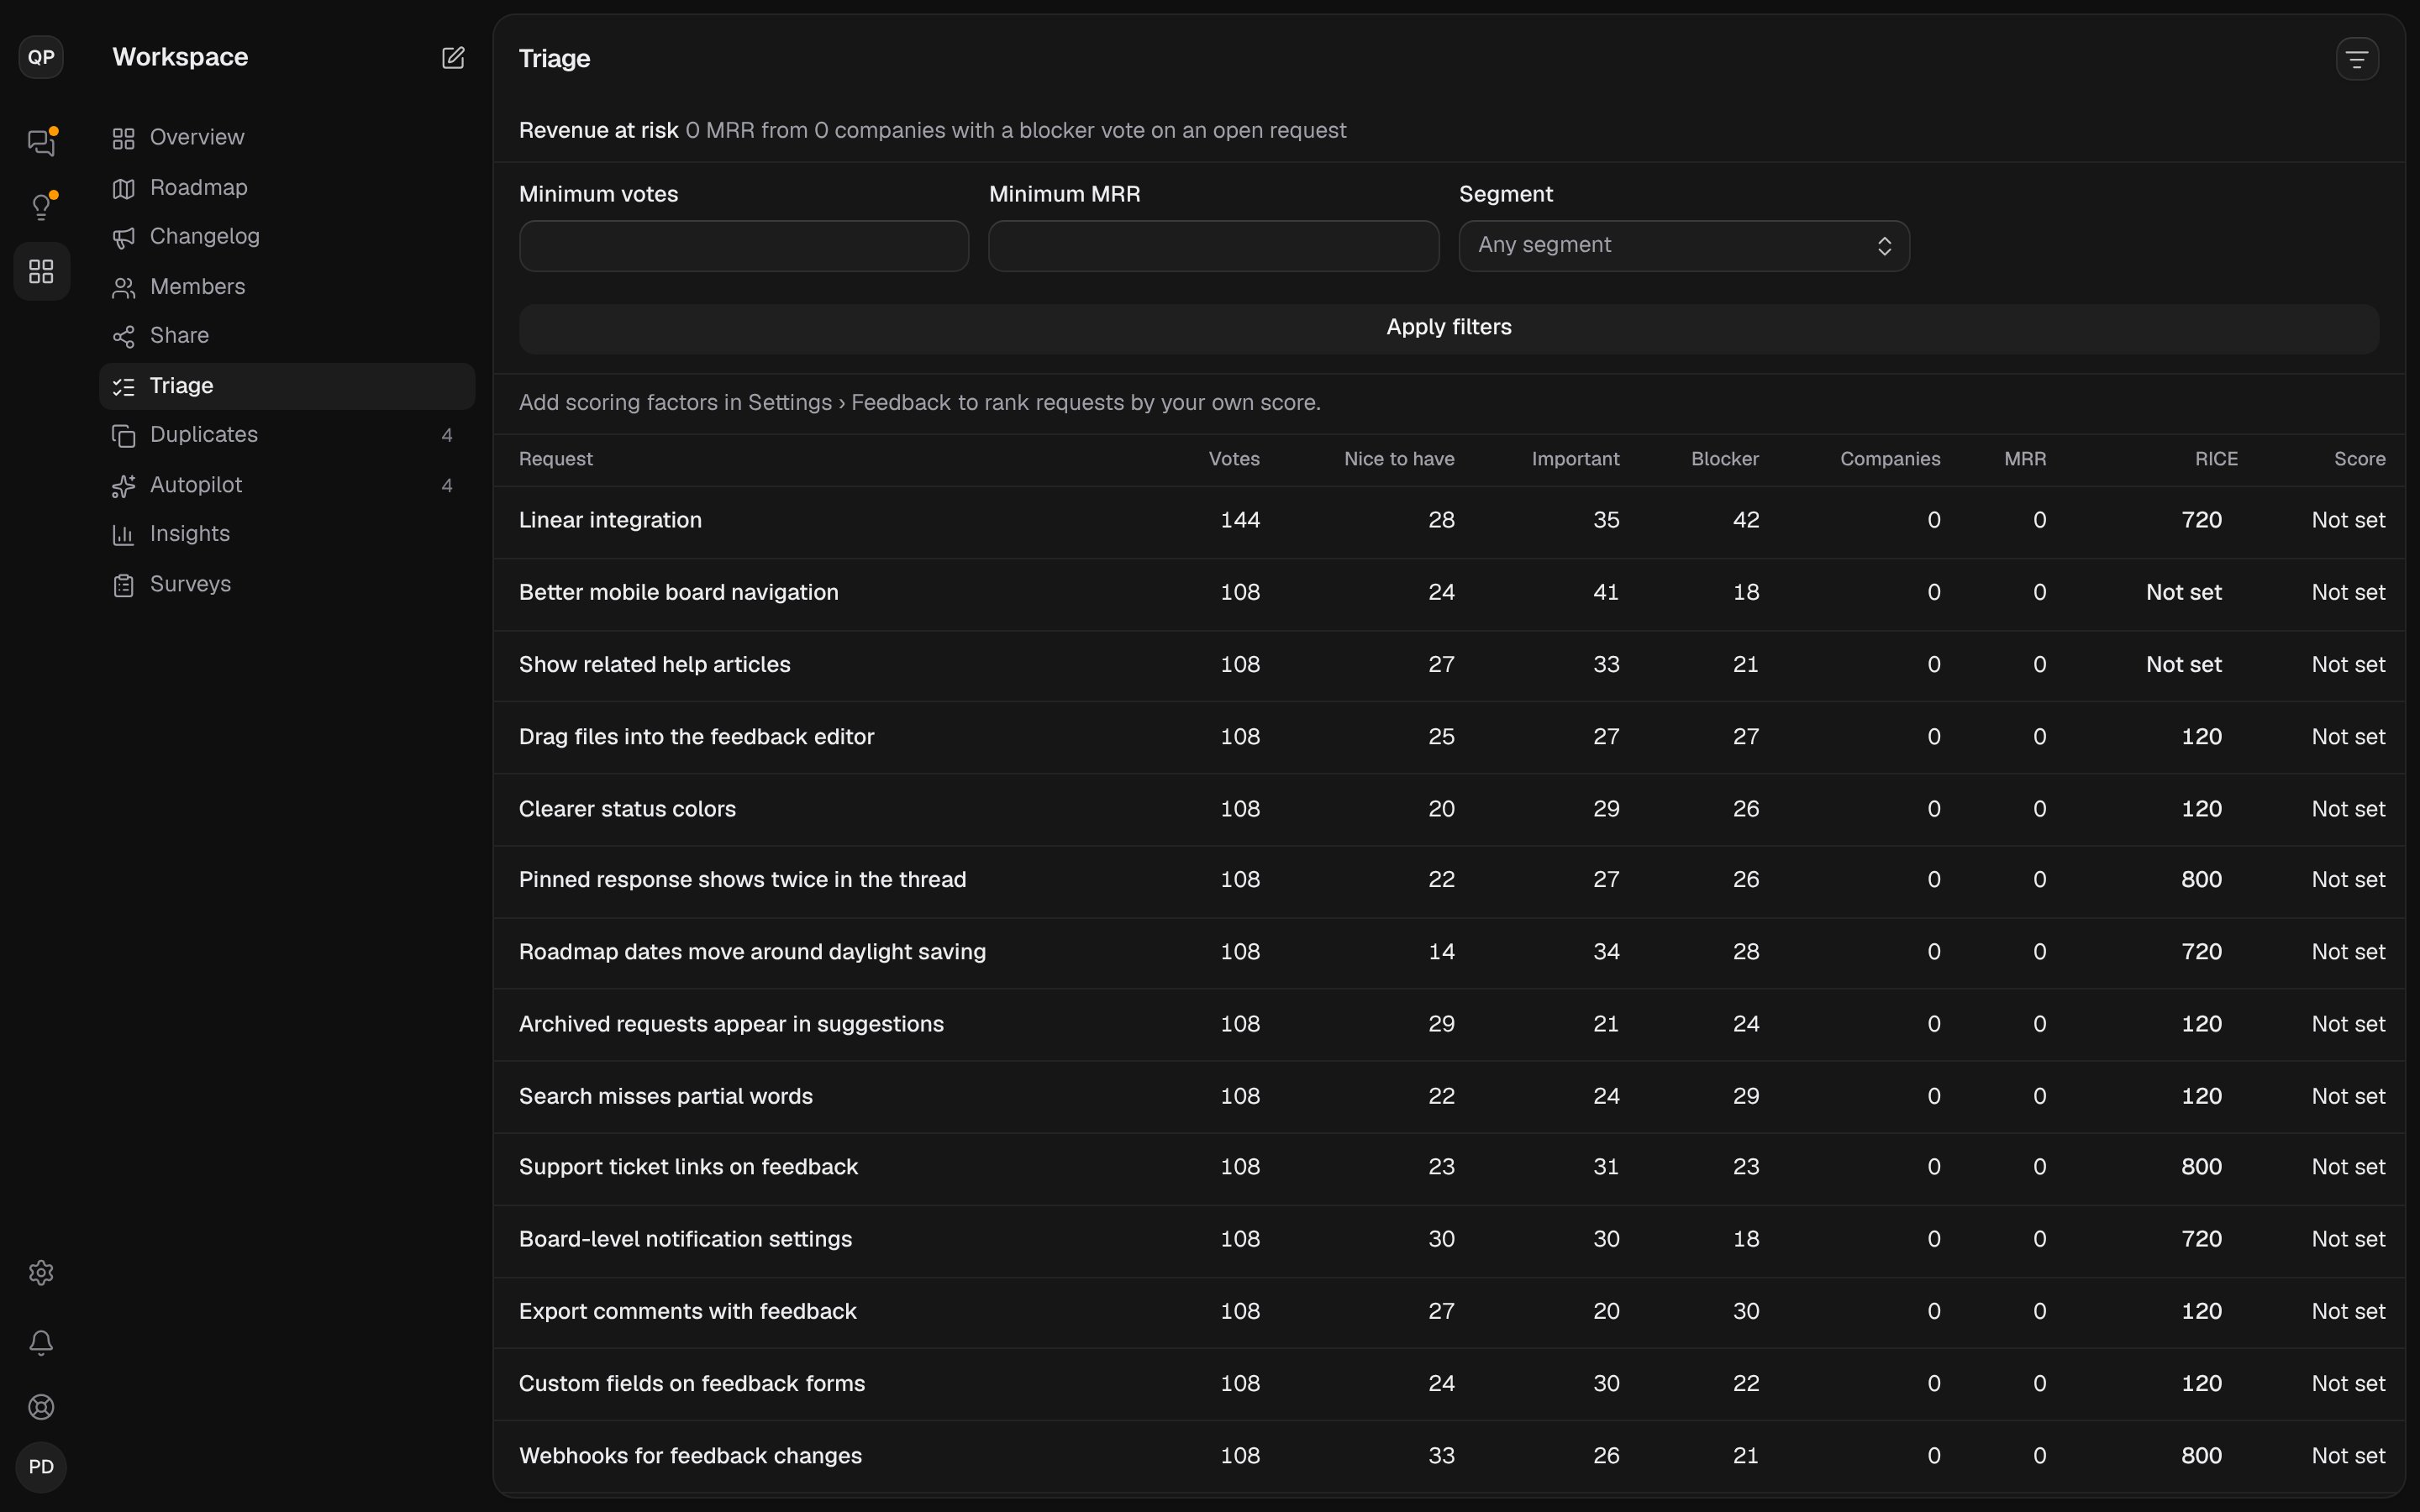 QP
Workspace
Overview
Roadmap
Changelog
Members
Share
Triage
Duplicates 4
Autopilot 4
Insights
Surveys
PD
Triage
Revenue at risk 0 MRR from 0 companies with a blocker vote on an open request
Minimum votes Minimum MRR Segment
Any segment
Apply filters
Add scoring factors in Settings › Feedback to rank requests by your own score.
Request Votes Nice to have Important Blocker Companies MRR RICE Score
Linear integration 144 28 35 42 0 0 720 Not set
Better mobile board navigation 108 24 41 18 0 0 Not set Not set
Show related help articles 108 27 33 21 0 0 Not set Not set
Drag files into the feedback editor 108 25 27 27 0 0 120 Not set
Clearer status colors 108 20 29 26 0 0 120 Not set
Pinned response shows twice in the thread 108 22 27 26 0 0 800 Not set
Roadmap dates move around daylight saving 108 14 34 28 0 0 720 Not set
Archived requests appear in suggestions 108 29 21 24 0 0 120 Not set
Search misses partial words 108 22 24 29 0 0 120 Not set
Support ticket links on feedback 108 23 31 23 0 0 800 Not set
Board-level notification settings 108 30 30 18 0 0 720 Not set
Export comments with feedback 108 27 20 30 0 0 120 Not set
Custom fields on feedback forms 108 24 30 22 0 0 120 Not set
Webhooks for feedback changes 108 33 26 21 0 0 800 Not set